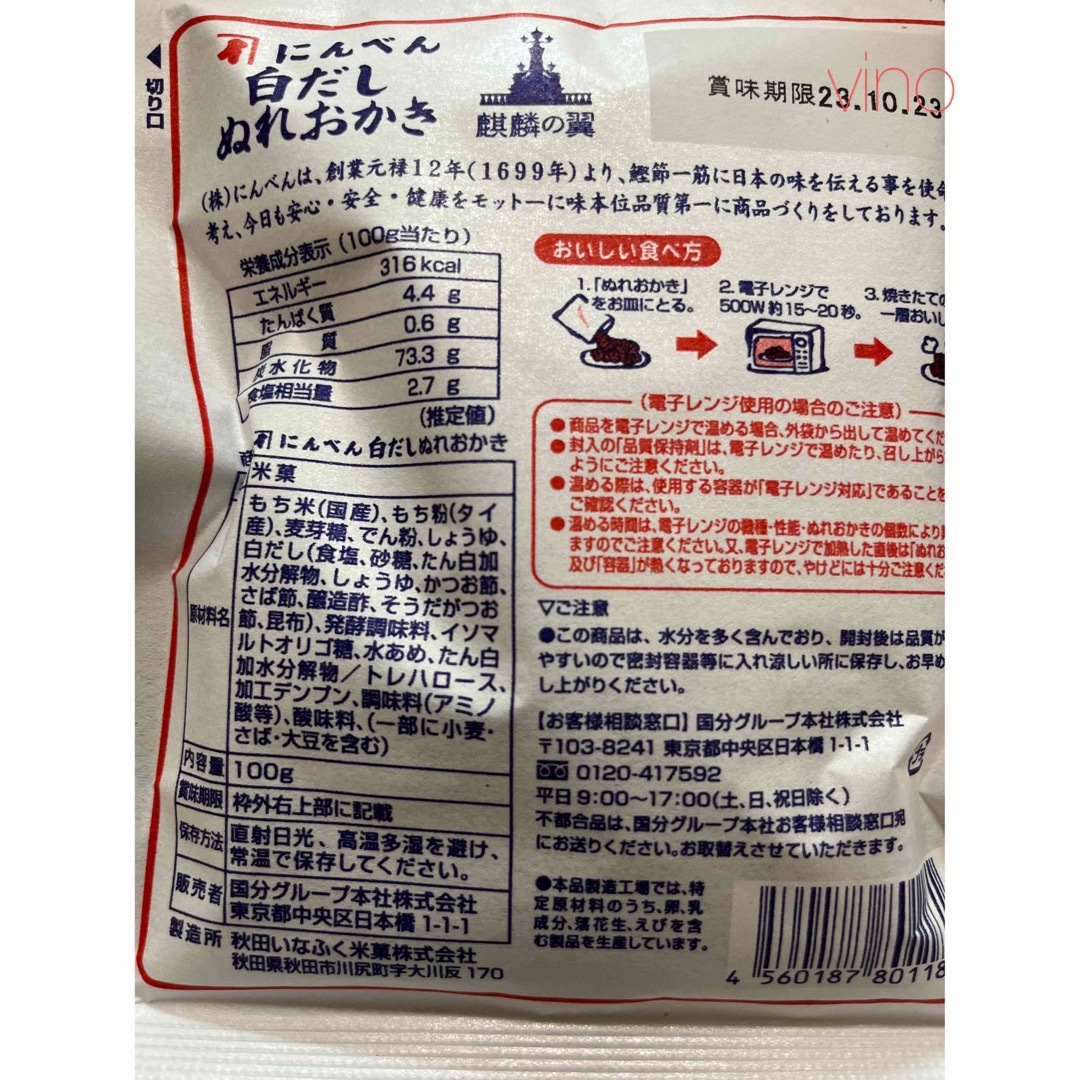 口切
にんべん
白だし
ぬれおかき
麒麟の翼
賞味期限23.10.23
vino
(株)にんべんは、創業元禄12年(1699年)より、鰹節一筋に日本の味を伝える事を使命
考え、今日も安心・安全・健康をモットーに味本位品質第一に商品づくりをしております。
栄養成分表示(100g当たり)
エネルギー 316kcal
たんぱく質 4.4 g
脂 質 0.6 g
炭水化物 73.3 g
食塩相当量 2.7 g
(推定値)
おいしい食べ方
1.「ぬれおかき」
をお皿にとる。
2.電子レンジで
500W 約15〜20秒。
3.焼きたての
一層おいし
(電子レンジ使用の場合のご注意)
●商品を電子レンジで温める場合、外袋から出して温めてくだ
●封入の「品質保持剤」は、電子レンジで温めたり、召し上がら
ようにご注意ください。
●温める際は、使用する容器が「電子レンジ対応」であることを
ご確認ください。
●温める時間は、電子レンジの機種・性能・ぬれおかきの個数により
ますのでご注意ください。又、電子レンジで加熱した直後は「ぬれお
及び「容器」が熱くなっておりますので、やけどには十分ご注意くだ
にんべん 白だしぬれおかき
米菓
原材料名
もち米(国産)、もち粉(タイ
産)、麦芽糖、でん粉、しょうゆ、
白だし(食塩、砂糖、たん白加
水分解物、しょうゆ、かつお節、
さば節、醸造酢、そうだがつお
節、昆布)、発酵調味料、イソマ
ルトオリゴ糖、水あめ、たん白
加水分解物/トレハロース、
加工デンプン、調味料(アミノ
酸等)、酸味料、(一部に小麦・
さば・大豆を含む)
内容量 100g
賞味期限 枠外右上部に記載
保存方法 直射日光、高温多湿を避け、
常温で保存してください。
販売者 国分グループ本社株式会社
東京都中央区日本橋 1-1-1
製造所 秋田いなふく米菓株式会社
秋田県秋田市川尻町字大川反 170
▽ご注意
●この商品は、水分を多く含んでおり、開封後は品質が
やすいので密封容器等に入れ涼しい所に保存し、お早め
し上がりください。
【お客様相談窓口】国分グループ本社株式会社
〒103-8241 東京都中央区日本橋1-1-1
0120-417592
平日 9:00〜17:00(土、日、祝日除く)
不都合品は、国分グループ本社お客様相談窓口宛
にお送りください。お取替えさせていただきます。
●本品製造工場では、特
定原材料のうち、卵、乳
成分、落花生、えびを含
む製品を生産しています。
4 560187 80118